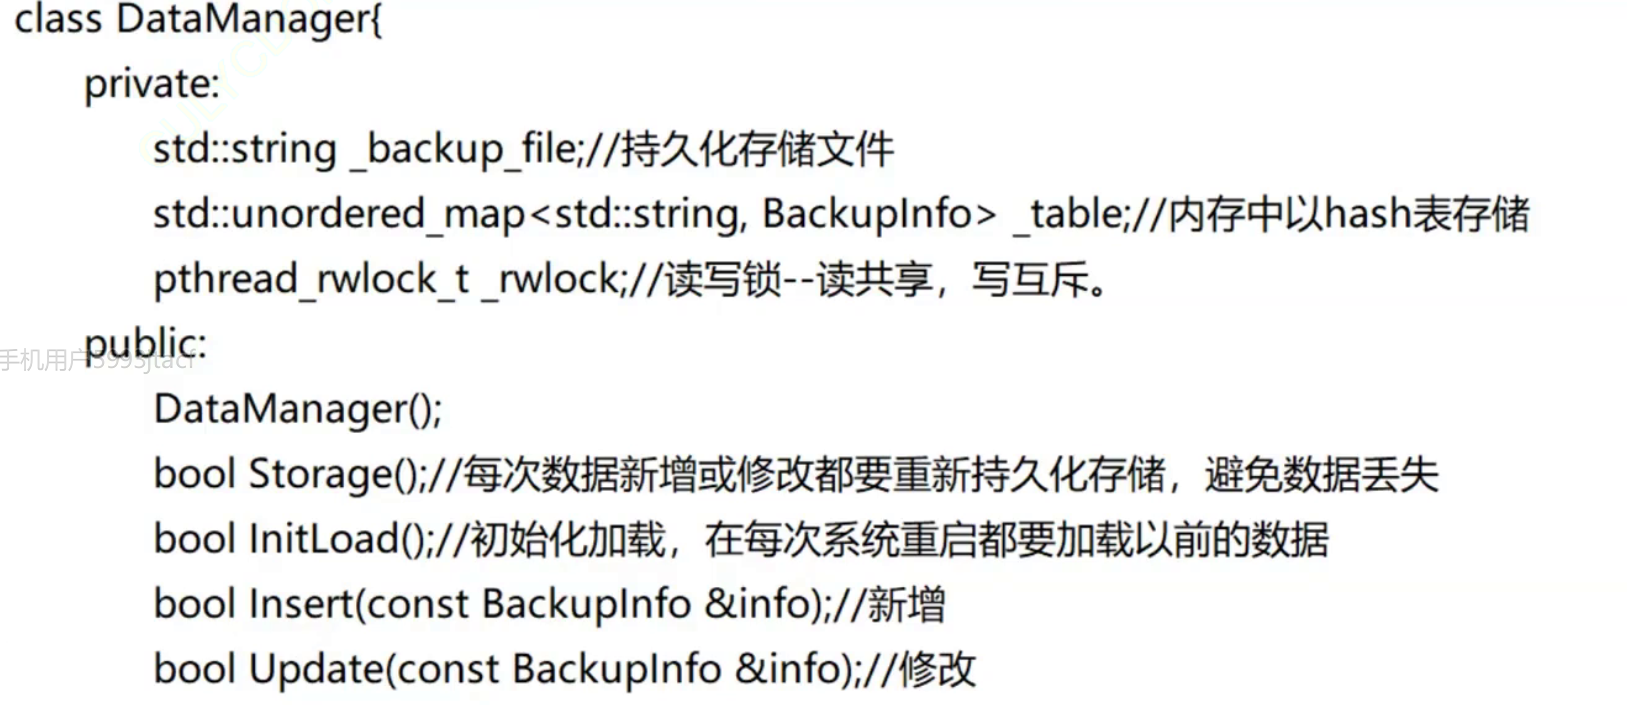 class DataManager{
private:
std::string _backup_file;//持久化存储文件
std::unordered_map<std::string, BackupInfo> _table;//内存中以hash表存储
pthread_rwlock_t _rwlock;//读写锁--读共享，写互斥。
public:
手机用户5993jtacf
DataManager();
bool Storage();//每次数据新增或修改都要重新持久化存储，避免数据丢失
bool InitLoad();//初始化加载，在每次系统重启都要加载以前的数据
bool Insert(const BackupInfo &info);//新增
bool Update(const BackupInfo &info);//修改